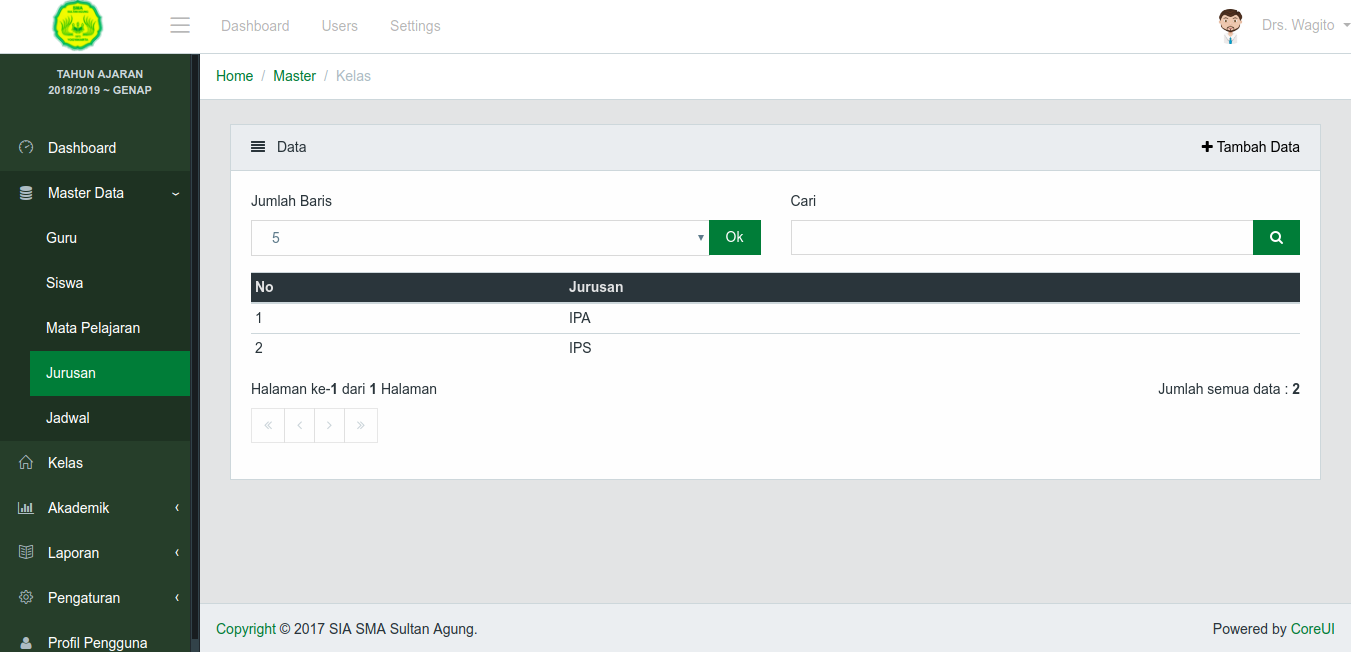 Dashboard Users Settings Drs. Wagito
TAHUN AJARAN
2018/2019 ~ GENAP
Dashboard
Master Data
Guru
Siswa
Mata Pelajaran
Jurusan
Jadwal
Kelas
Akademik
Laporan
Pengaturan
Profil Pengguna
Home / Master / Kelas
Data Tambah Data
Jumlah Baris Cari
5 Ok
No Jurusan
1 IPA
2 IPS
Halaman ke-1 dari 1 Halaman Jumlah semua data : 2
« ‹ › »
Copyright © 2017 SIA SMA Sultan Agung. Powered by CoreUI